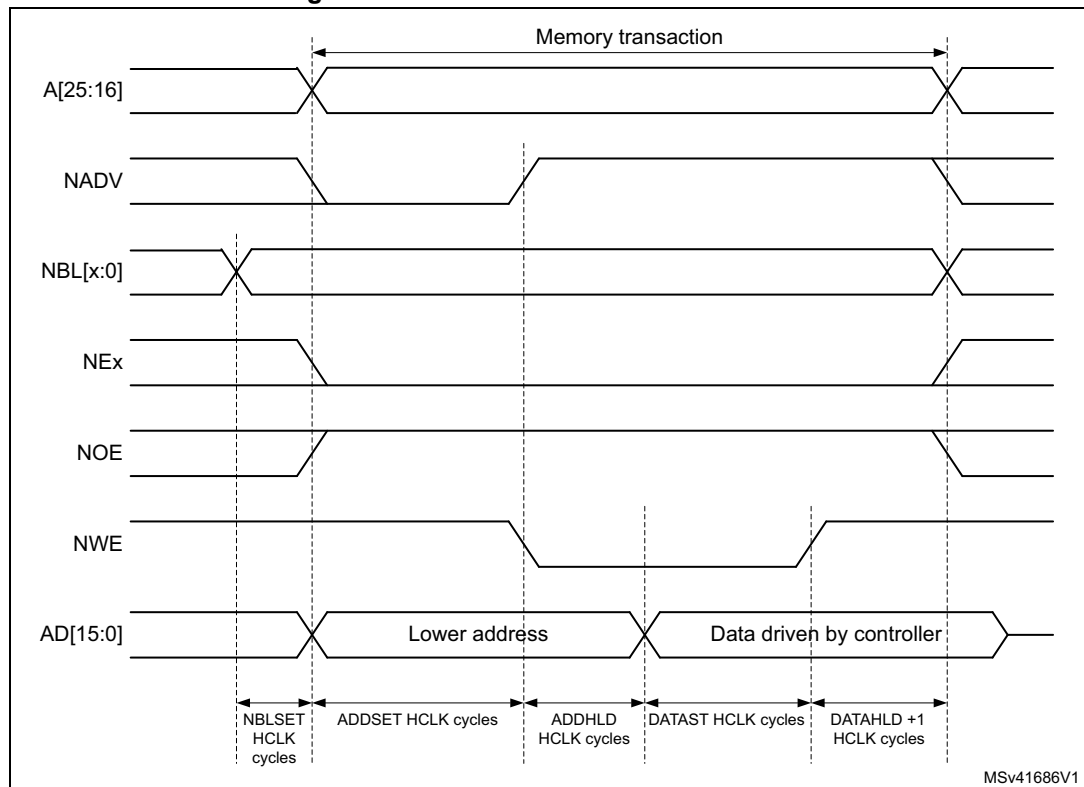 Memory transaction
A[25:16]
NADV
NBL[x:0]
NEx
NOE
NWE
AD[15:0]
Lower address
Data driven by controller
NBLSET
HCLK
cycles
ADDSET HCLK cycles
ADDHLD
HCLK cycles
DATAST HCLK cycles
DATAHLD +1
HCLK cycles
MSv41686V1